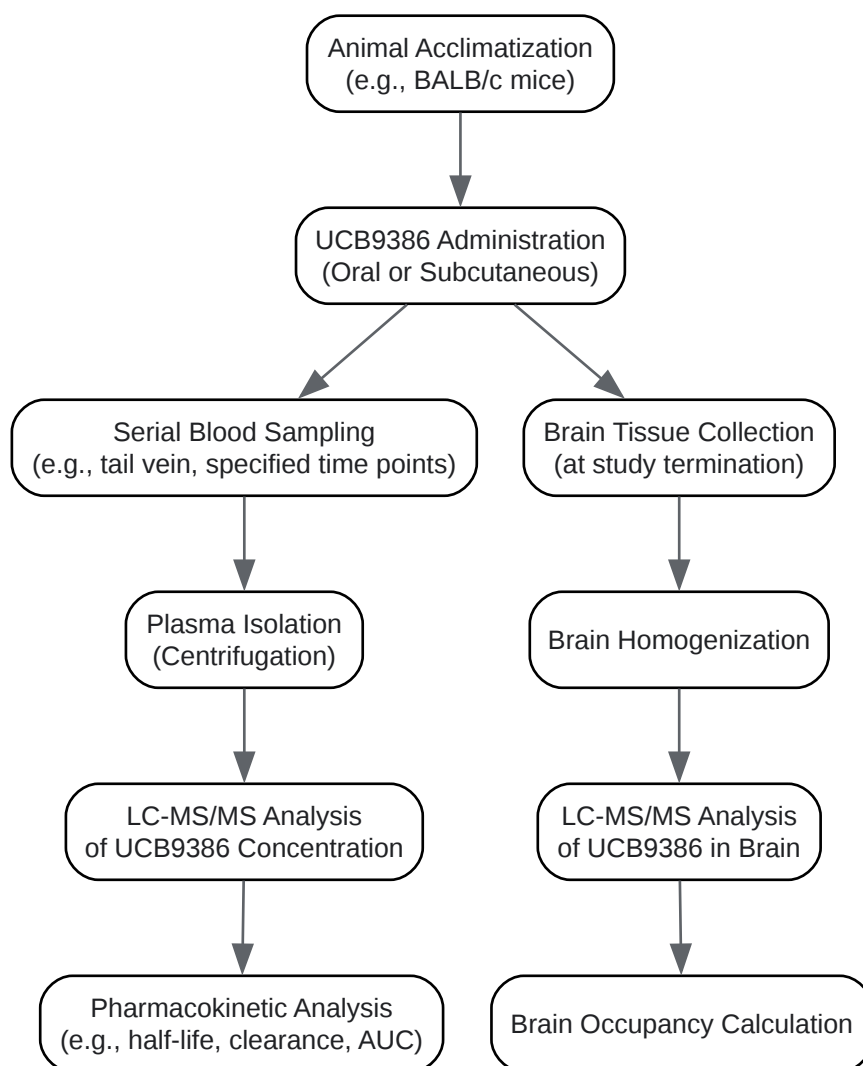 Animal Acclimatization
(e.g., BALB/c mice)
UCB9386 Administration
(Oral or Subcutaneous)
Serial Blood Sampling
(e.g., tail vein, specified time points)
Brain Tissue Collection
(at study termination)
Plasma Isolation
(Centrifugation)
Brain Homogenization
LC-MS/MS Analysis
of UCB9386 Concentration
LC-MS/MS Analysis
of UCB9386 in Brain
Pharmacokinetic Analysis
(e.g., half-life, clearance, AUC)
Brain Occupancy Calculation